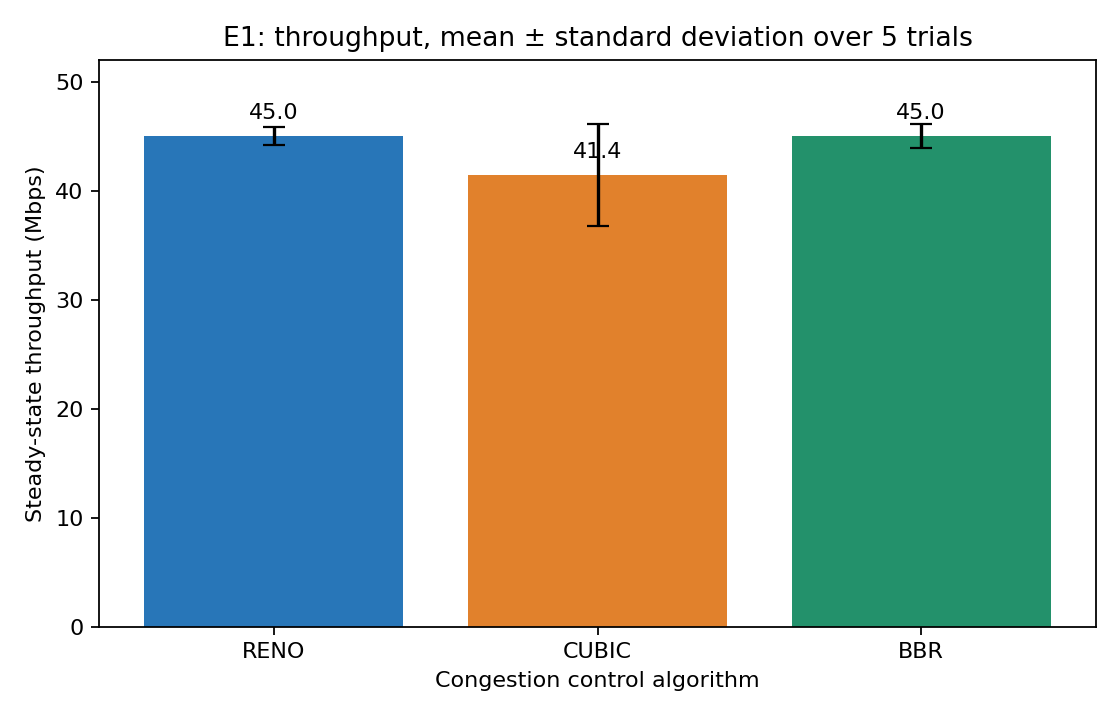 E1: throughput, mean ± standard deviation over 5 trials
Steady-state throughput (Mbps)
50
40
30
20
10
0
45.0
41.4
45.0
RENO
CUBIC
BBR
Congestion control algorithm